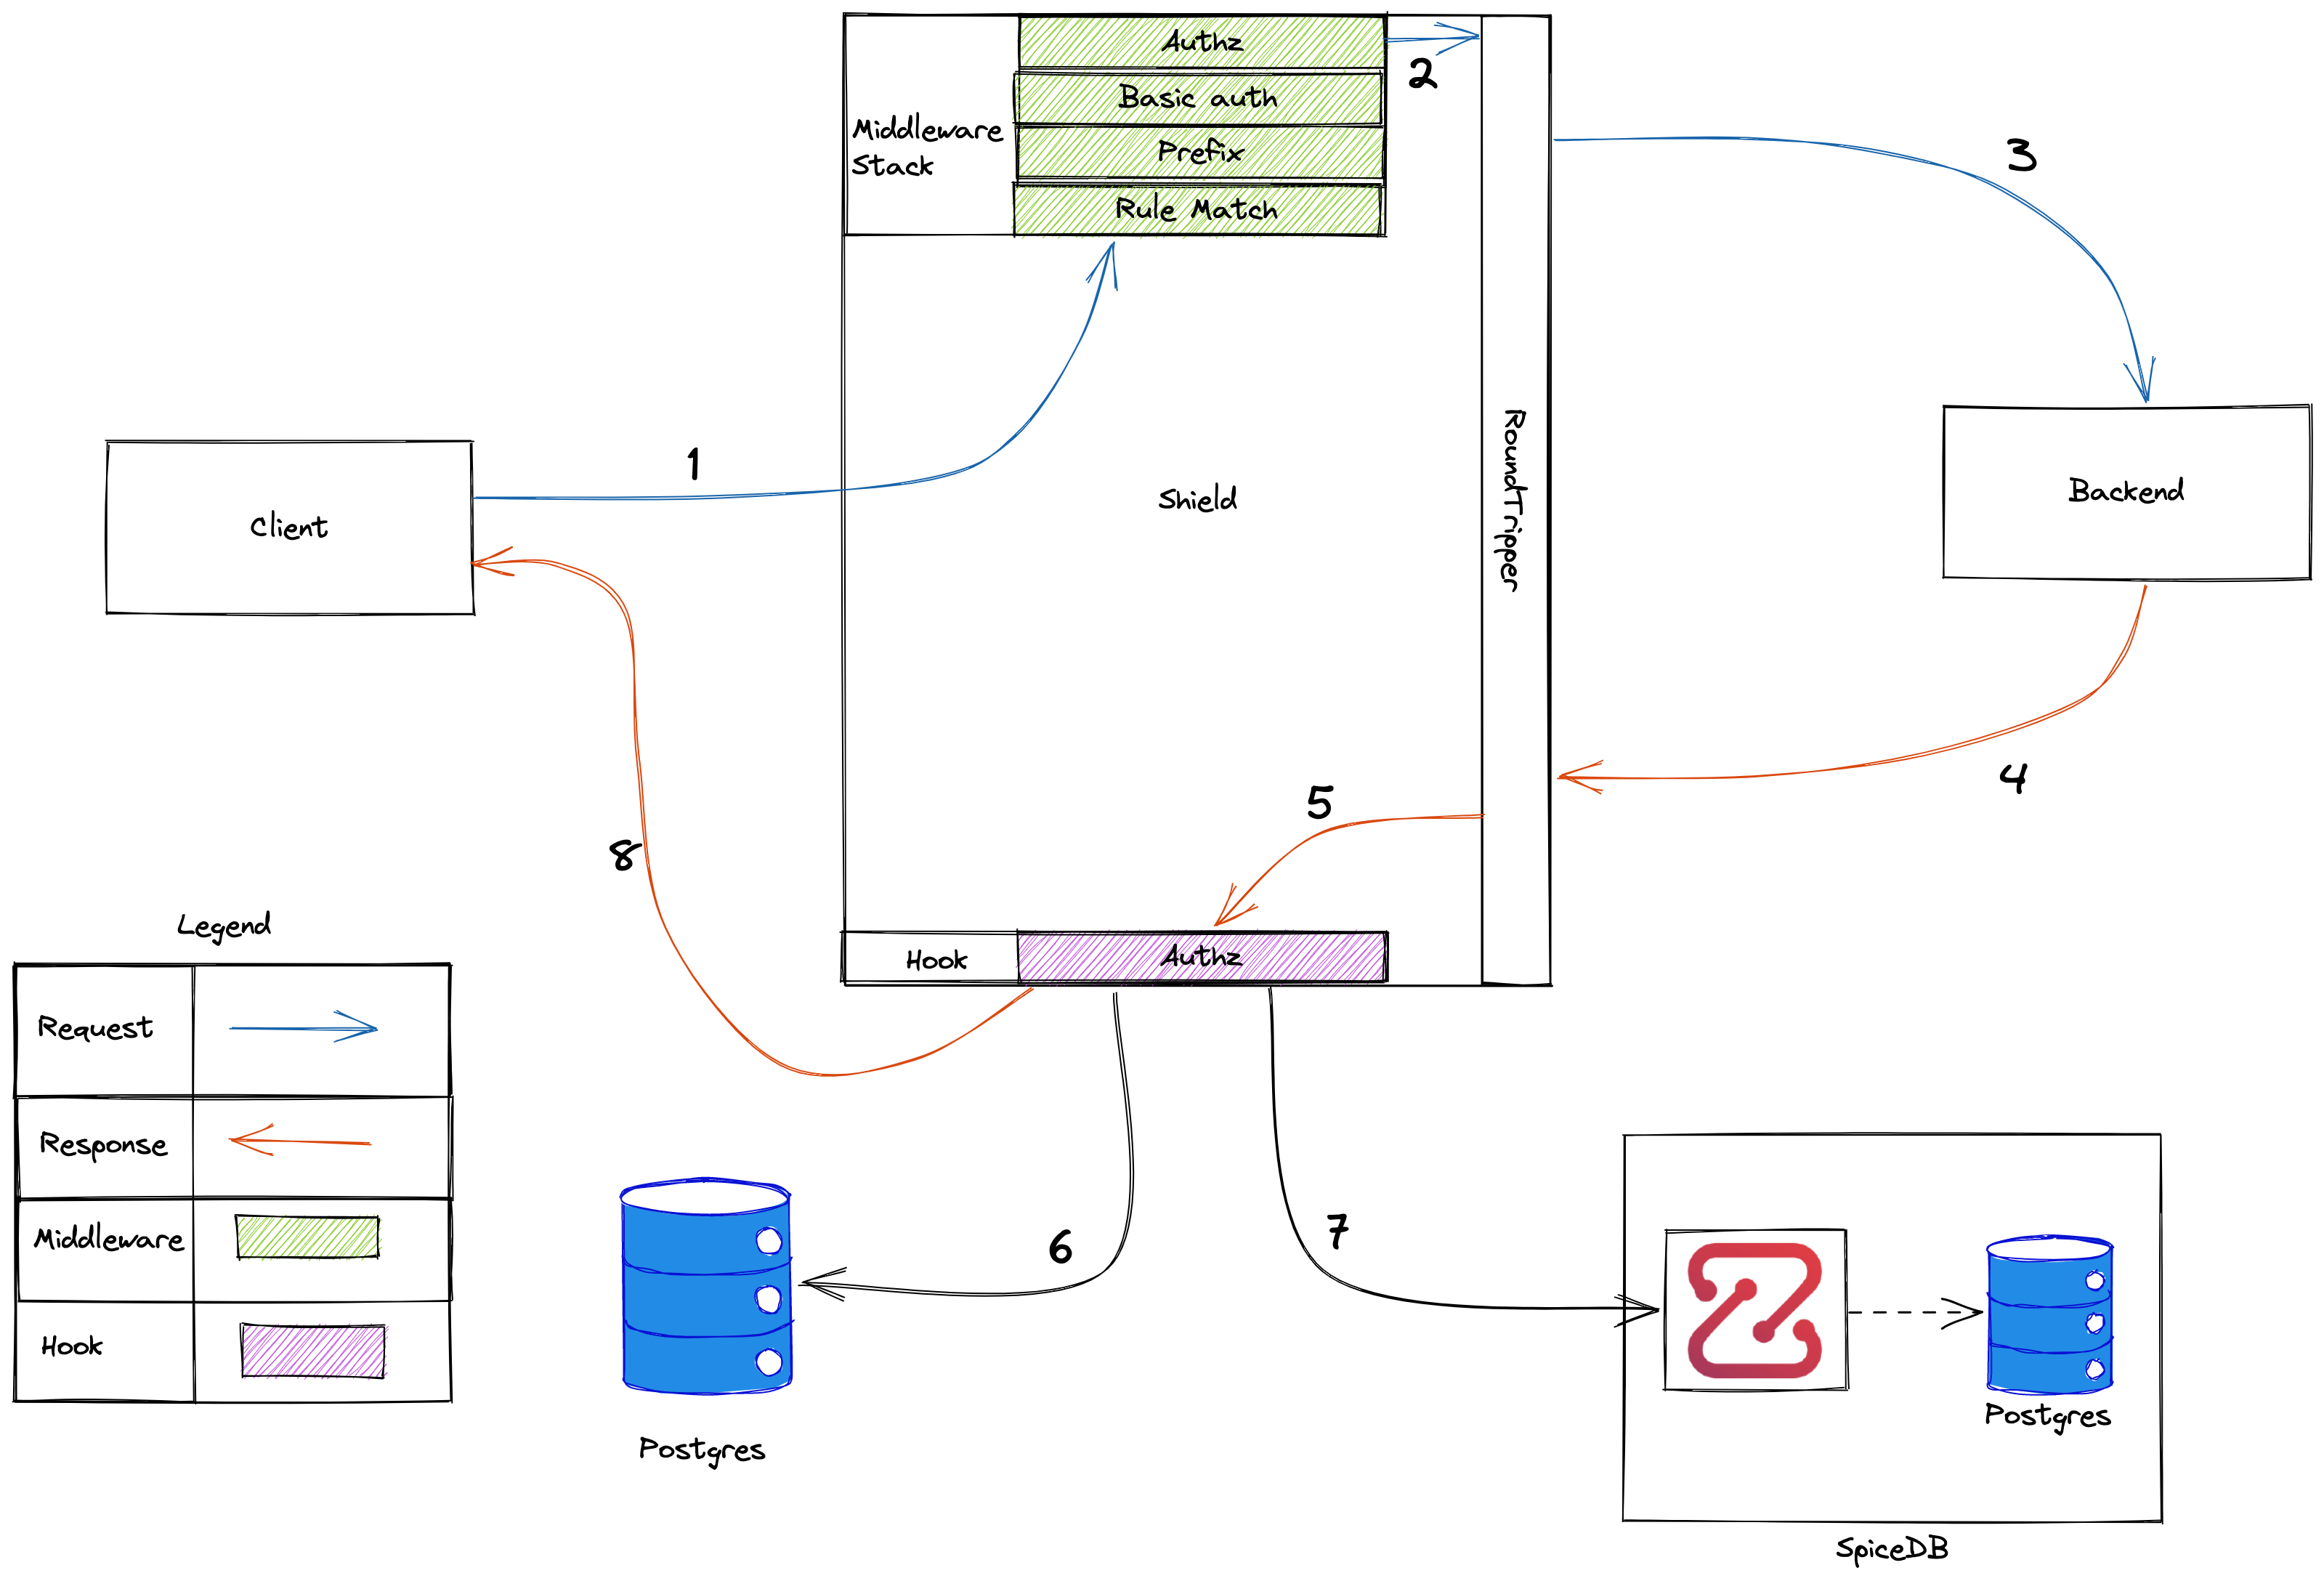 Authz
2
Basic auth
Middleware
Stack
Prefix
3
Rule Match
1
Client
Shield
RoundTripper
Backend
4
5
8
Hook
Authz
Legend
Request
Response
Middleware
Hook
6
7
Postgres
Postgres
SpiceDB